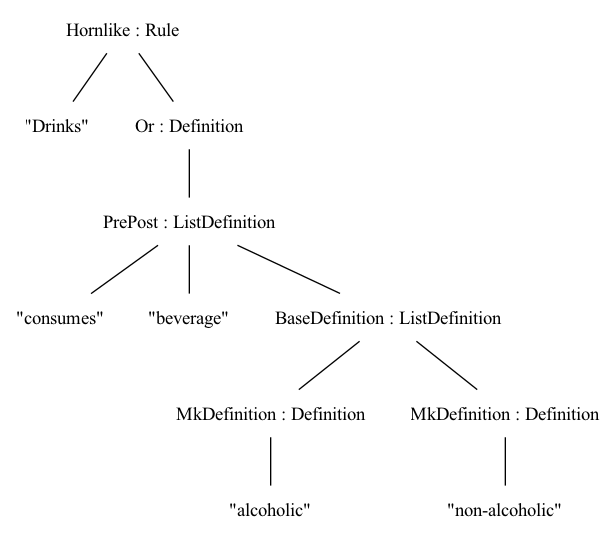 Hornlike : Rule
"Drinks" Or : Definition
PrePost : ListDefinition
"consumes" "beverage" BaseDefinition : ListDefinition
MkDefinition : Definition MkDefinition : Definition
"alcoholic" "non-alcoholic"